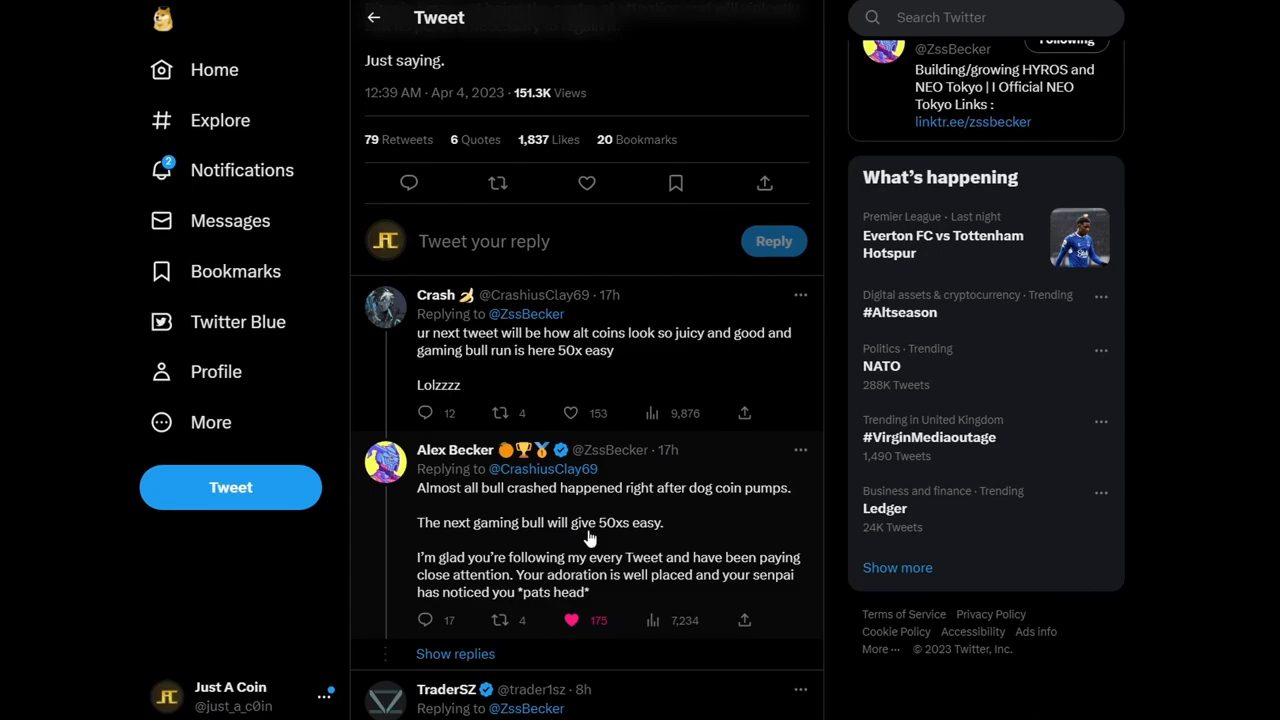 Home
Explore
2
Notifications
Messages
Bookmarks
Twitter Blue
Profile
More
Tweet
Just A Coin
@just_a_c0in
Tweet
Just saying.
12:39 AM · Apr 4, 2023 · 151.3K Views
79 Retweets 6 Quotes 1,837 Likes 20 Bookmarks
Tweet your reply
Reply
Crash 🍌 @CrashiusClay69 · 17h
Replying to @ZssBecker
ur next tweet will be how alt coins look so juicy and good and
gaming bull run is here 50x easy
Lolzzzz
12 4 153 9,876
Alex Becker 🍊🏆🥇 @ZssBecker · 17h
Replying to @CrashiusClay69
Almost all bull crashed happened right after dog coin pumps.
The next gaming bull will give 50xs easy.
I'm glad you're following my every Tweet and have been paying
close attention. Your adoration is well placed and your senpai
has noticed you *pats head*
17 4 175 7,234
Show replies
TraderSZ @trader1sz · 8h
Replying to @ZssBecker
Search Twitter
@ZssBecker
Following
Building/growing HYROS and
NEO Tokyo | I Official NEO
Tokyo Links :
linktr.ee/zssbecker
What's happening
Premier League · Last night
Everton FC vs Tottenham
Hotspur
Digital assets & cryptocurrency · Trending
#Altseason
Politics · Trending
NATO
288K Tweets
Trending in United Kingdom
#VirginMediaoutage
1,490 Tweets
Business and finance · Trending
Ledger
24K Tweets
Show more
Terms of Service Privacy Policy
Cookie Policy Accessibility Ads info
More ··· © 2023 Twitter, Inc.